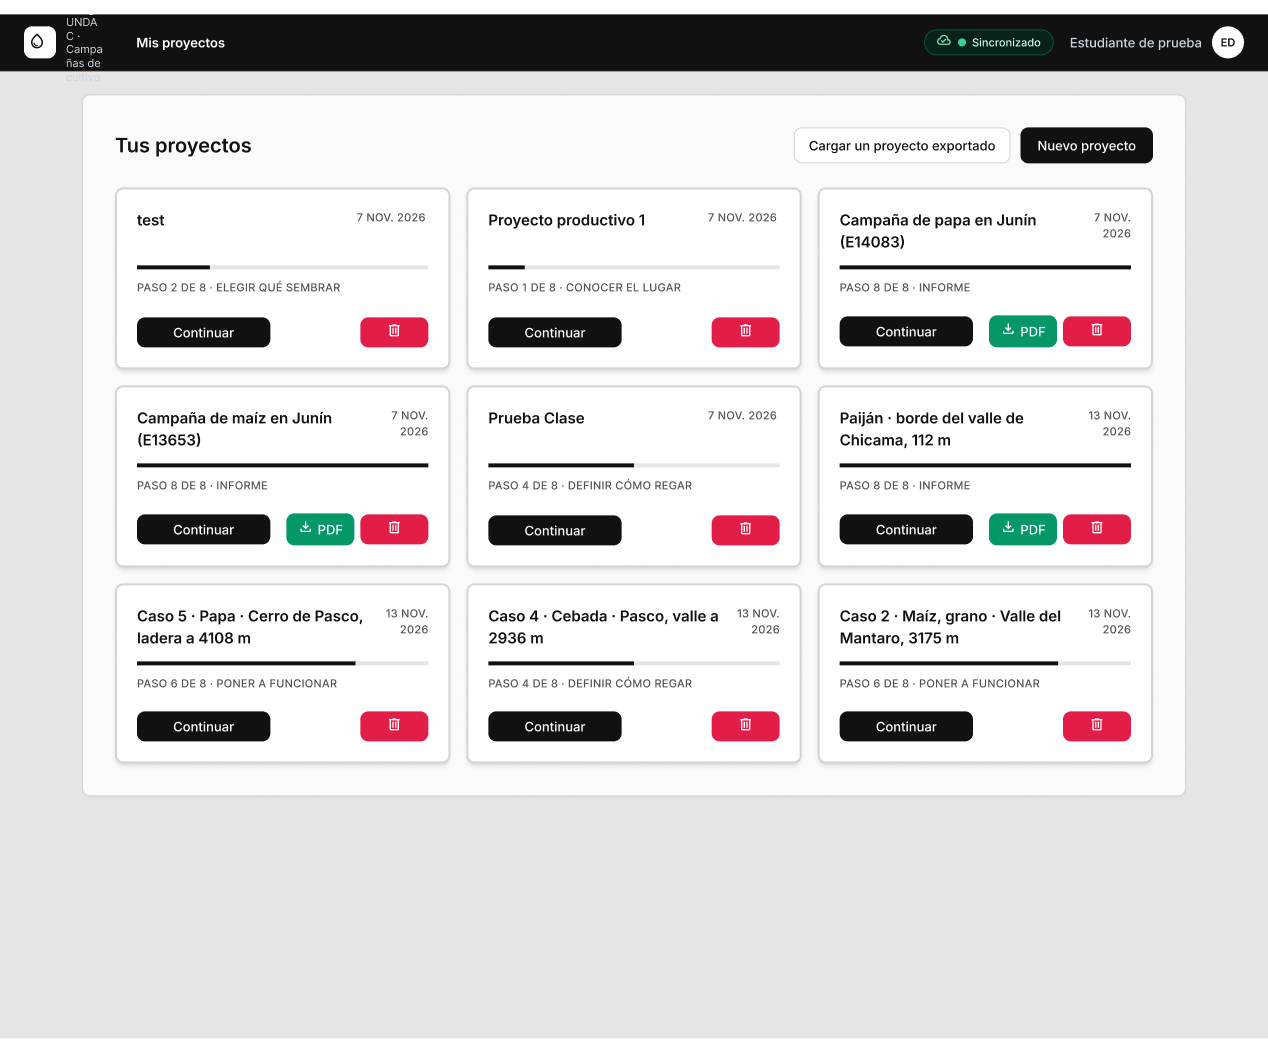 UNDA
C ·
Campa
ñas de
cultivo
Mis proyectos
Sincronizado
Estudiante de prueba
ED
Tus proyectos
Cargar un proyecto exportado
Nuevo proyecto
test
7 NOV. 2026
PASO 2 DE 8 · ELEGIR QUÉ SEMBRAR
Continuar
Proyecto productivo 1
7 NOV. 2026
PASO 1 DE 8 · CONOCER EL LUGAR
Continuar
Campaña de papa en Junín
(E14083)
7 NOV.
2026
PASO 8 DE 8 · INFORME
Continuar
PDF
Campaña de maíz en Junín
(E13653)
7 NOV.
2026
PASO 8 DE 8 · INFORME
Continuar
PDF
Prueba Clase
7 NOV. 2026
PASO 4 DE 8 · DEFINIR CÓMO REGAR
Continuar
Paiján · borde del valle de
Chicama, 112 m
13 NOV.
2026
PASO 8 DE 8 · INFORME
Continuar
PDF
Caso 5 · Papa · Cerro de Pasco,
ladera a 4108 m
13 NOV.
2026
PASO 6 DE 8 · PONER A FUNCIONAR
Continuar
Caso 4 · Cebada · Pasco, valle a
2936 m
13 NOV.
2026
PASO 4 DE 8 · DEFINIR CÓMO REGAR
Continuar
Caso 2 · Maíz, grano · Valle del
Mantaro, 3175 m
13 NOV.
2026
PASO 6 DE 8 · PONER A FUNCIONAR
Continuar